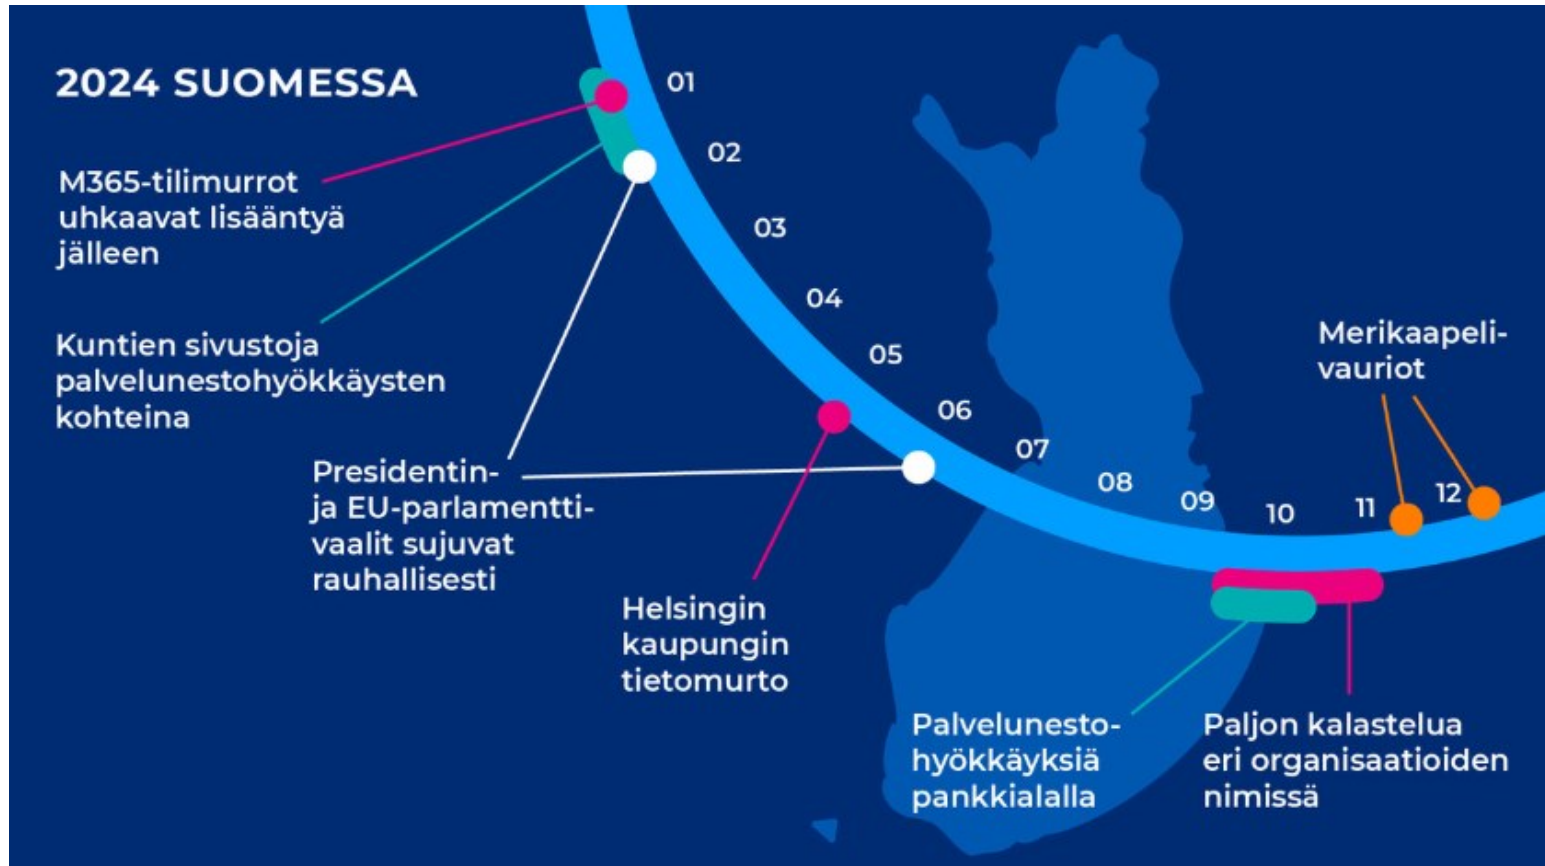 2024 SUOMESSA
M365-tilimurrot
uhkaavat lisääntyä
jälleen
Kuntien sivustoja
palvelunestohyökkäysten
kohteina
Presidentin-
ja EU-parlamentti-
vaalit sujuvat
rauhallisesti
Helsingin
kaupungin
tietomurto
Palvelunesto-
hyökkäyksiä
pankkialalla
Paljon kalastelua
eri organisaatioiden
nimissä
Merikaapeli-
vauriot
01
02
03
04
05
06
07
08
09
10
11
12